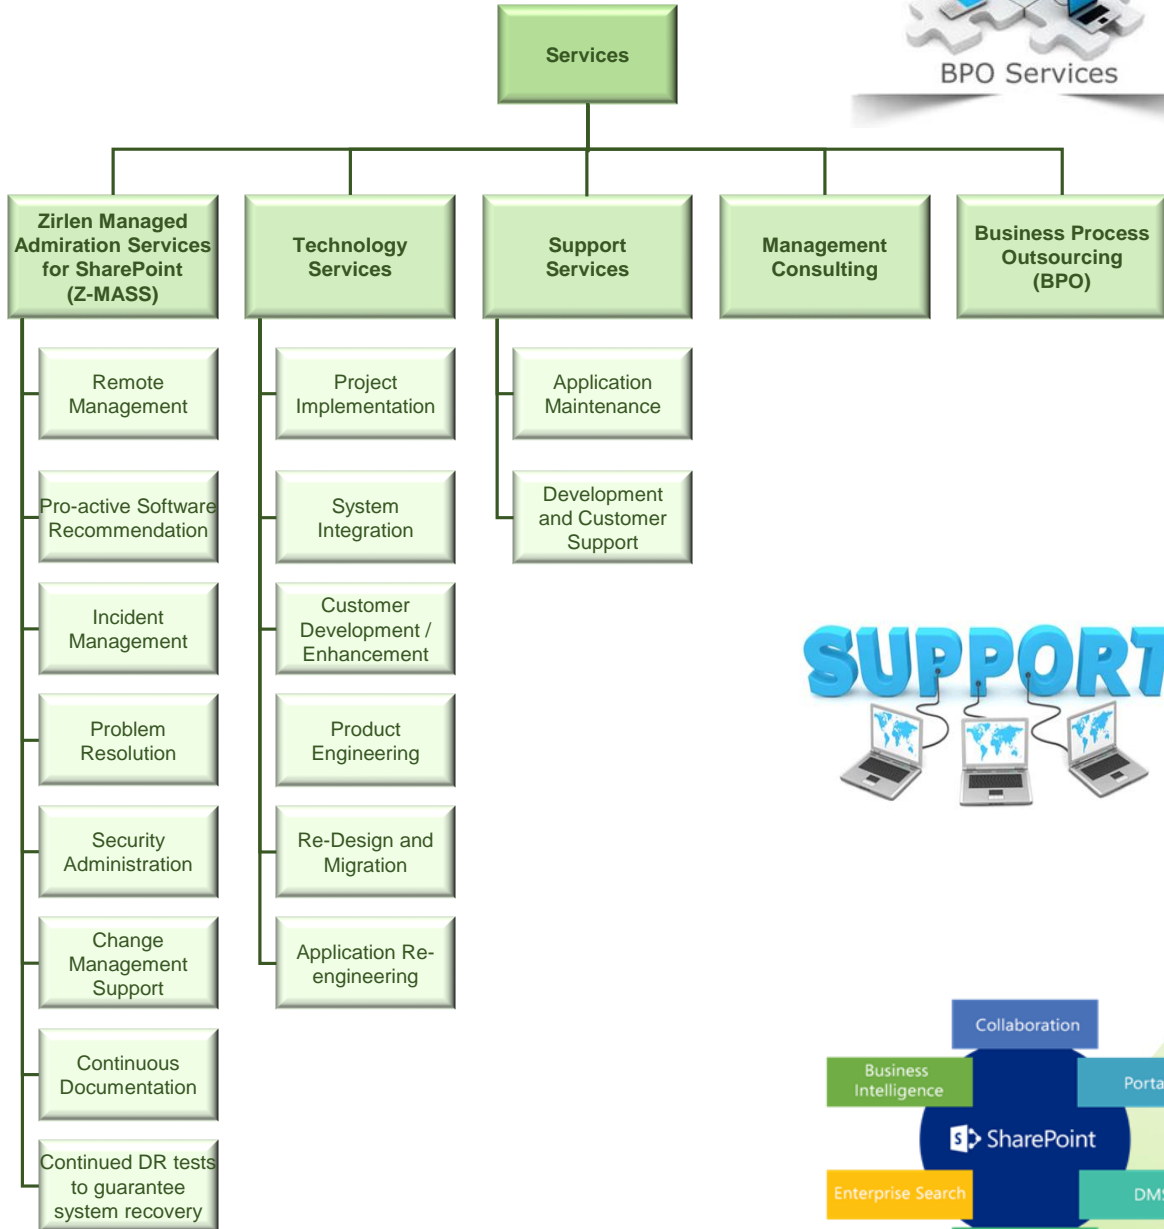 Services
BPO Services
Zirlen Managed
Admiration Services
for SharePoint
(Z-MASS)
Technology
Services
Support
Services
Management
Consulting
Business Process
Outsourcing
(BPO)
Remote
Management
Pro-active Software
Recommendation
Incident
Management
Problem
Resolution
Security
Administration
Change
Management
Support
Continuous
Documentation
Continued DR tests
to guarantee
system recovery
Project
Implementation
System
Integration
Customer
Development /
Enhancement
Product
Engineering
Re-Design and
Migration
Application Re-
engineering
Application
Maintenance
Development
and Customer
Support
SUPPORT
Collaboration
Business
Intelligence
Porta
S SharePoint
Enterprise Search
DMS